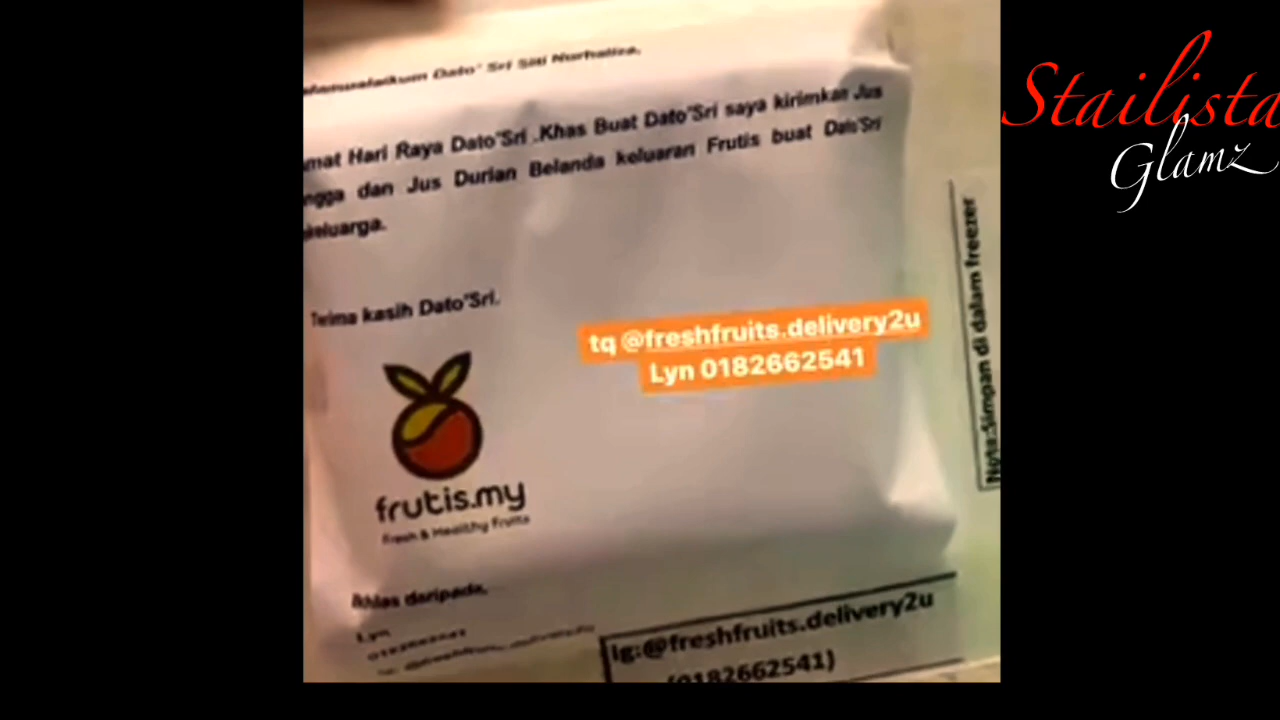 Dato' Sri Siti Nurhaliza,
mat Hari Raya Dato'Sri .Khas Buat Dato'Sri saya kirimkan Jus
ngga dan Jus Durian Belanda keluaran Frutis buat Dato'Sri
keluarga.
Terima kasih Dato'Sri.
tq @freshfruits.delivery2u
Lyn 0182662541
frutis.my
Fresh & Healthy Fruits
Ikhlas daripada,
Lyn
0182662541
Ig:@freshfruits.delivery2u
(0182662541)
Nota:Simpan di dalam freezer
Stailista
Glamz